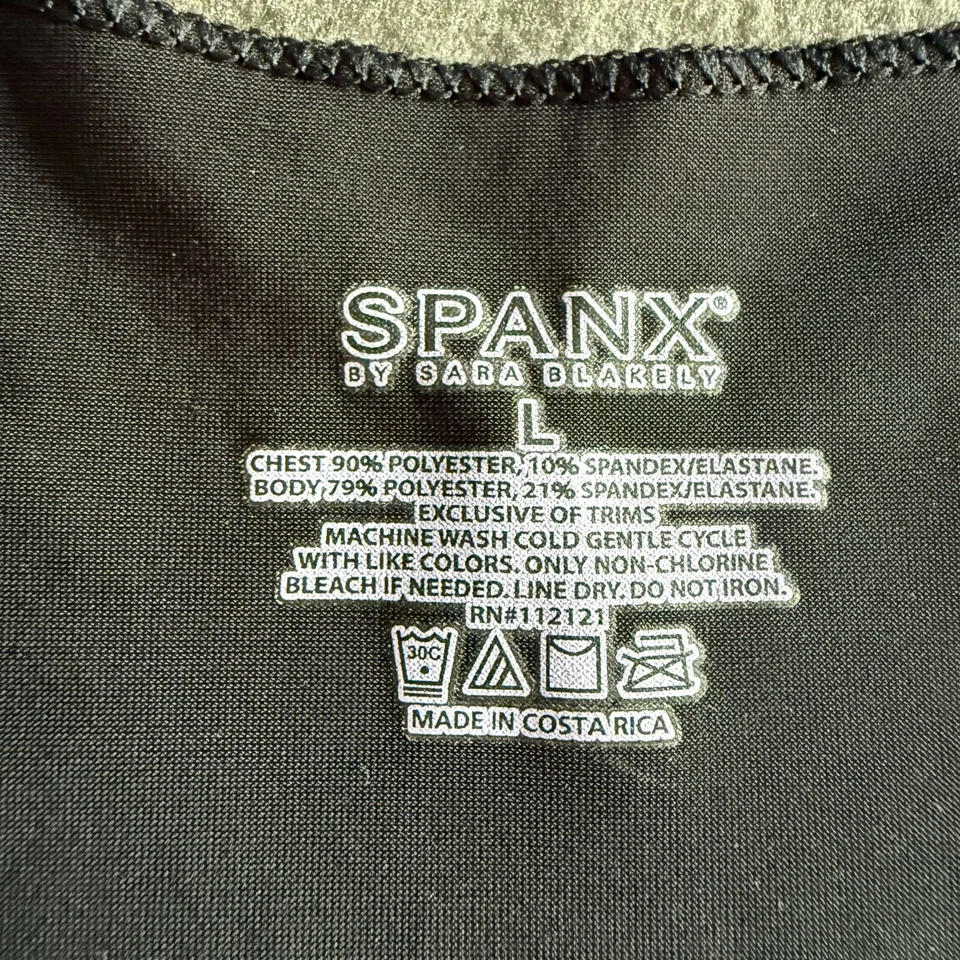 SPANX®
BY SARA BLAKELY
L
CHEST 90% POLYESTER, 10% SPANDEX/ELASTANE.
BODY 79% POLYESTER, 21% SPANDEX/ELASTANE.
EXCLUSIVE OF TRIMS
MACHINE WASH COLD GENTLE CYCLE
WITH LIKE COLORS. ONLY NON-CHLORINE
BLEACH IF NEEDED. LINE DRY. DO NOT IRON.
RN#112121
30C
MADE IN COSTA RICA